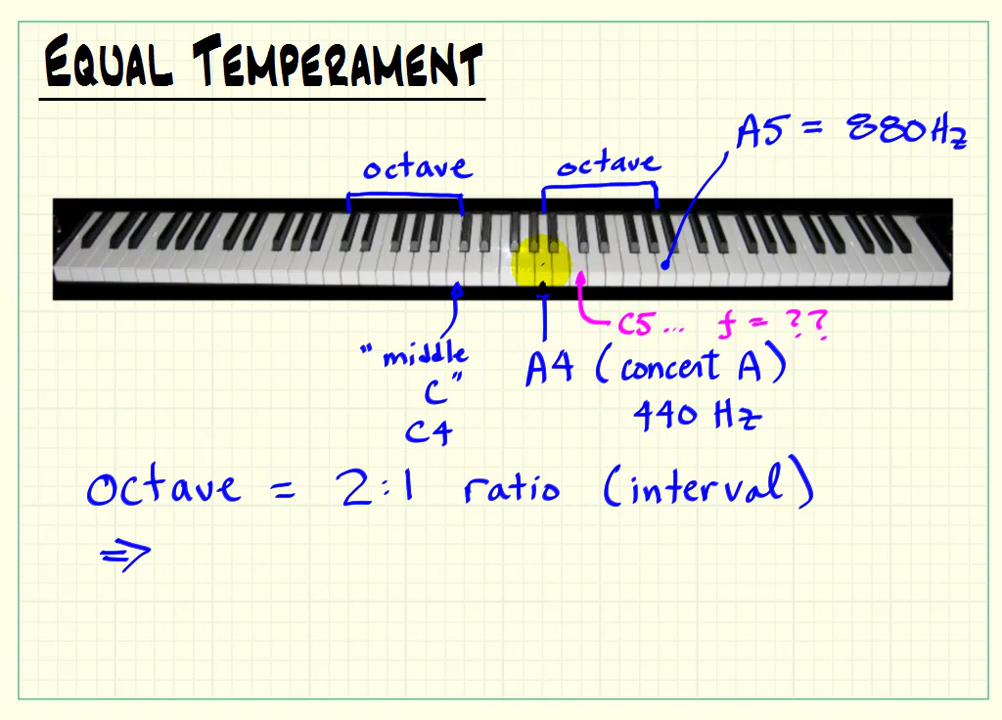 EQUAL TEMPERAMENT
A5 = 880Hz
octave
octave
C5... f = ??
"middle C"
C4
A4 (concert A)
440 Hz
Octave = 2:1 ratio (interval)
=>